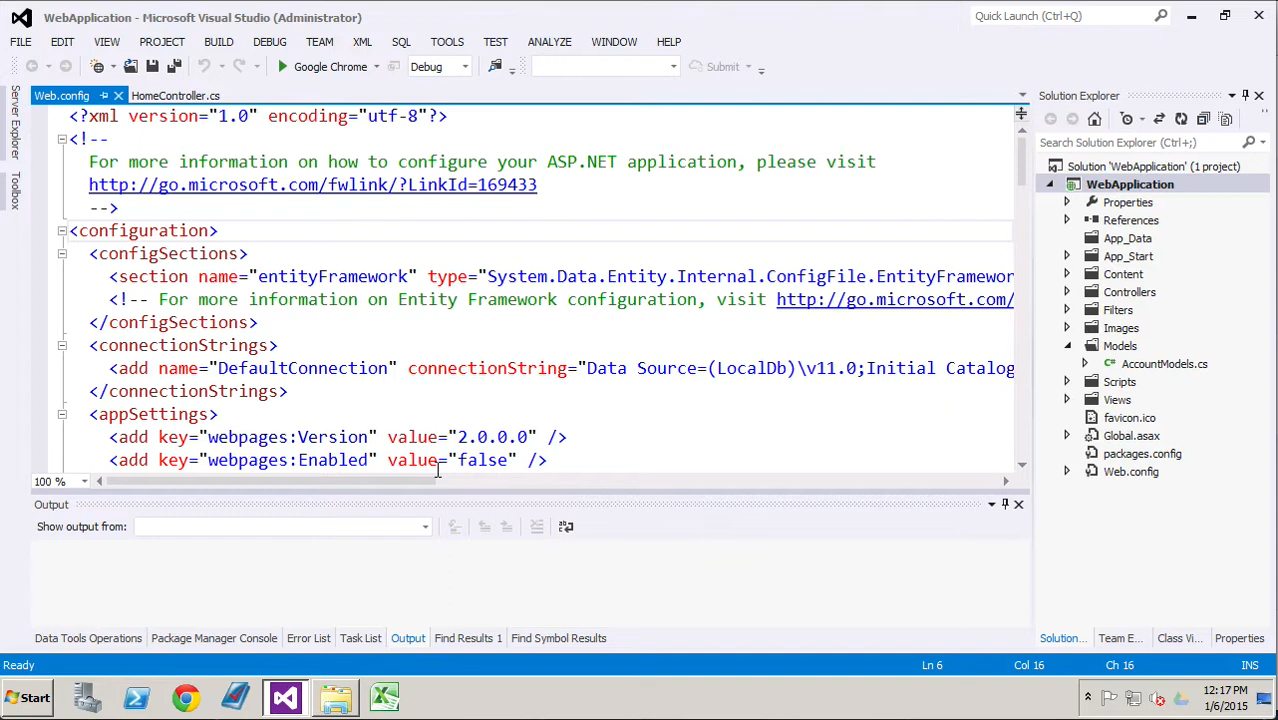 WebApplication - Microsoft Visual Studio (Administrator)
Quick Launch (Ctrl+Q)
FILE EDIT VIEW PROJECT BUILD DEBUG TEAM XML SQL TOOLS TEST ANALYZE WINDOW HELP
Google Chrome Debug Submit
Server Explorer
Toolbox
Web.config HomeController.cs
<?xml version="1.0" encoding="utf-8"?>
<!--
For more information on how to configure your ASP.NET application, please visit
http://go.microsoft.com/fwlink/?LinkId=169433
-->
<configuration>
<configSections>
<section name="entityFramework" type="System.Data.Entity.Internal.ConfigFile.EntityFramewor
<!-- For more information on Entity Framework configuration, visit http://go.microsoft.com/
</configSections>
<connectionStrings>
<add name="DefaultConnection" connectionString="Data Source=(LocalDb)\v11.0;Initial Catalog
</connectionStrings>
<appSettings>
<add key="webpages:Version" value="2.0.0.0" />
<add key="webpages:Enabled" value="false" />
100 %
Solution Explorer
Search Solution Explorer (Ctrl+;)
Solution 'WebApplication' (1 project)
WebApplication
Properties
References
App_Data
App_Start
Content
Controllers
Filters
Images
Models
AccountModels.cs
Scripts
Views
favicon.ico
Global.asax
packages.config
Web.config
Output
Show output from:
Data Tools Operations Package Manager Console Error List Task List Output Find Results 1 Find Symbol Results
Solution... Team E... Class Vi... Properties
Ready Ln 6 Col 16 Ch 16 INS
Start
12:17 PM
1/6/2015